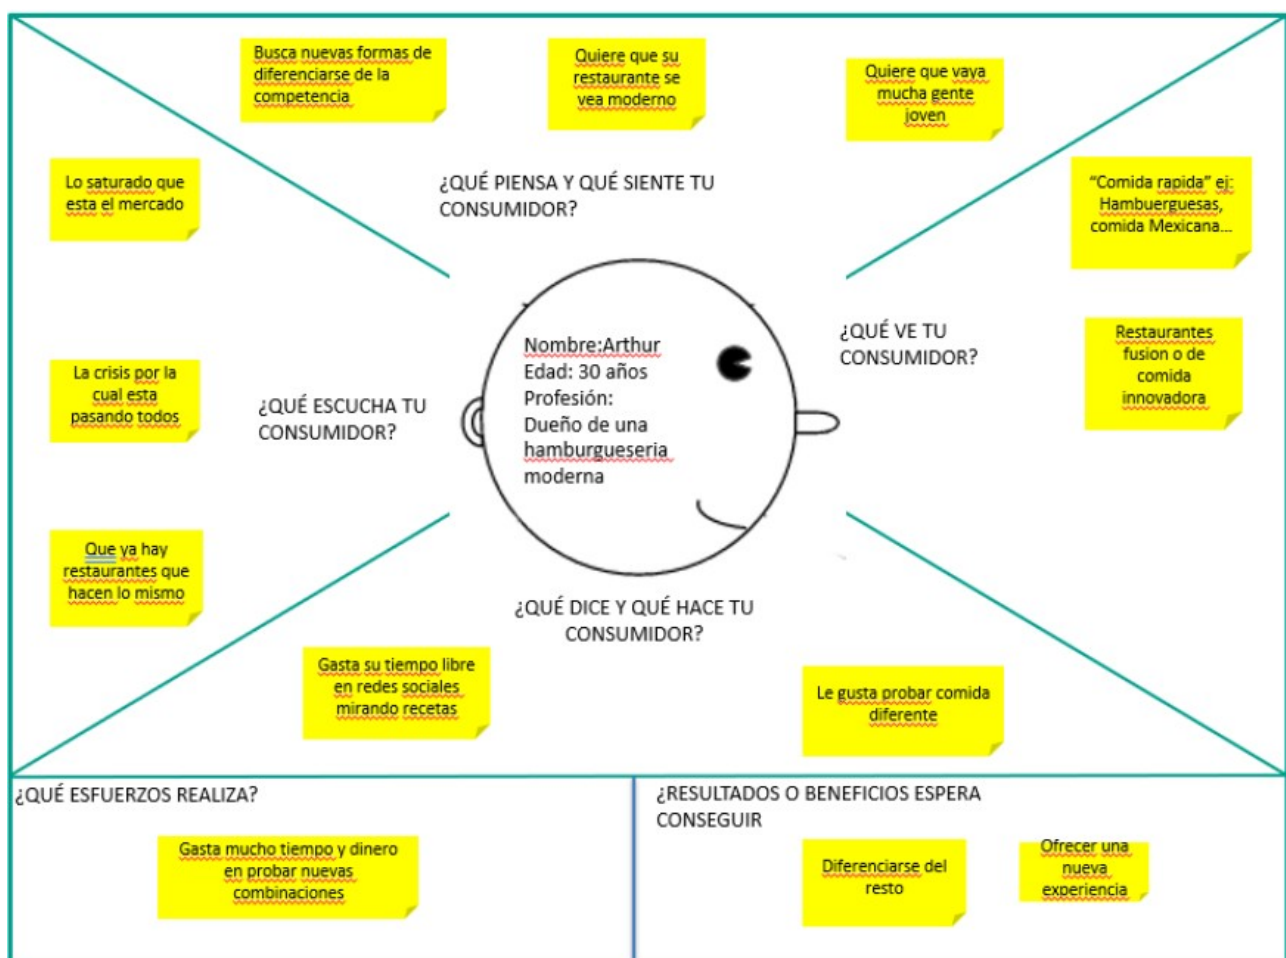 Busca nuevas formas de
diferenciarse de la
competencia
Quiere que su
restaurante se
vea moderno
Quiere que vaya
mucha gente
joven
¿QUÉ PIENSA Y QUÉ SIENTE TU
CONSUMIDOR?
Lo saturado que
esta el mercado
La crisis por la
cual esta
pasando todos
Que ya hay
restaurantes que
hacen lo mismo
¿QUÉ ESCUCHA TU
CONSUMIDOR?
Nombre:Arthur
Edad: 30 años
Profesión:
Dueño de una
hamburgueseria
moderna
¿QUÉ VE TU
CONSUMIDOR?
“Comida rapida” ej:
Hambuerguesas,
comida Mexicana...
Restaurantes
fusion o de
comida
innovadora
¿QUÉ DICE Y QUÉ HACE TU
CONSUMIDOR?
Gasta su tiempo libre
en redes sociales
mirando recetas
Le gusta probar comida
diferente
¿QUÉ ESFUERZOS REALIZA?
Gasta mucho tiempo y dinero
en probar nuevas
combinaciones
¿RESULTADOS O BENEFICIOS ESPERA
CONSEGUIR
Diferenciarse del
resto
Ofrecer una
nueva
experiencia